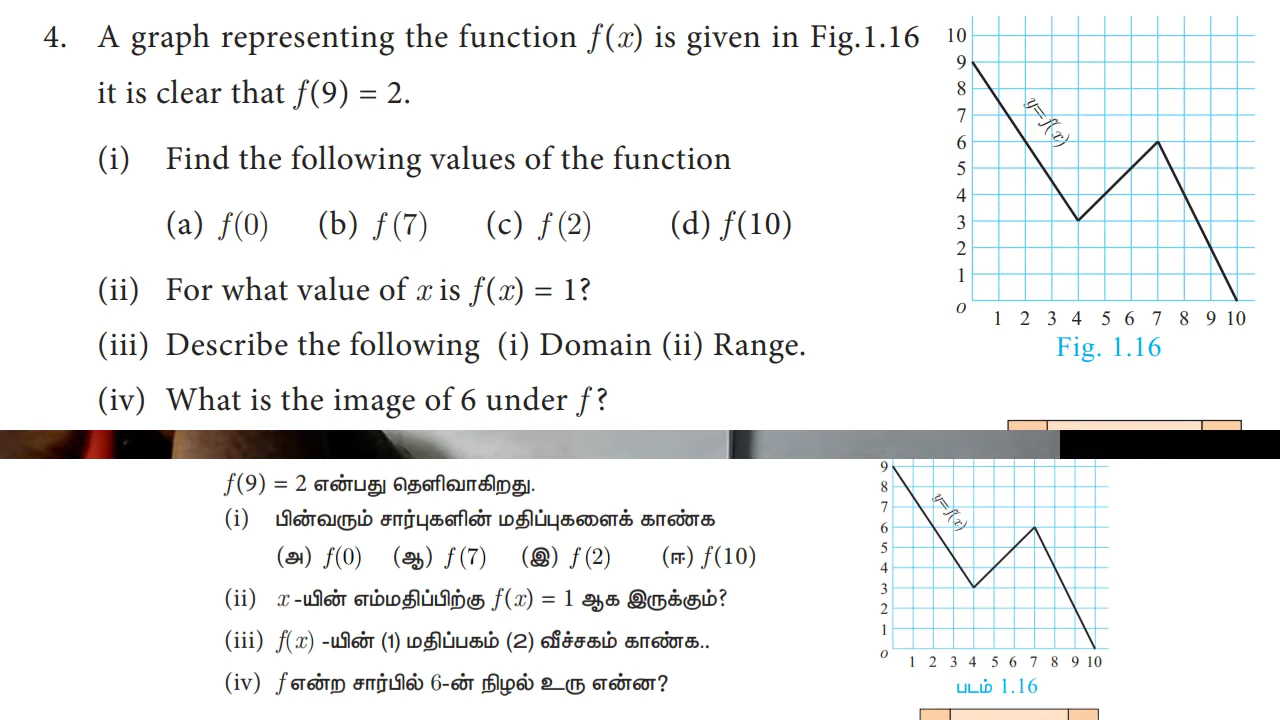 4. A graph representing the function f(x) is given in Fig.1.16
it is clear that f(9) = 2.
(i) Find the following values of the function
(a) f(0) (b) f(7) (c) f(2) (d) f(10)
(ii) For what value of x is f(x) = 1?
(iii) Describe the following (i) Domain (ii) Range.
(iv) What is the image of 6 under f?
10
9
8
7
6
5
4
3
2
1
0
1 2 3 4 5 6 7 8 9 10
y=f(x)
Fig. 1.16
f(9) = 2 என்பது தெளிவாகிறது.
(i) பின்வரும் சார்புகளின் மதிப்புகளைக் காண்க
(அ) f(0) (ஆ) f(7) (இ) f(2) (ஈ) f(10)
(ii) x -யின் எம்மதிப்பிற்கு f(x) = 1 ஆக இருக்கும்?
(iii) f(x) -யின் (1) மதிப்பகம் (2) வீச்சகம் காண்க..
(iv) f என்ற சார்பில் 6-ன் நிழல் உரு என்ன?
9
8
7
6
5
4
3
2
1
0
1 2 3 4 5 6 7 8 9 10
y=f(x)
படம் 1.16